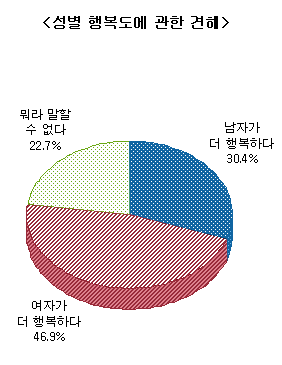 <성별 행복도에 관한 견해>
뭐라 말할
수 없다
22.7%
남자가
더 행복하다
30.4%
여자가
더 행복하다
46.9%